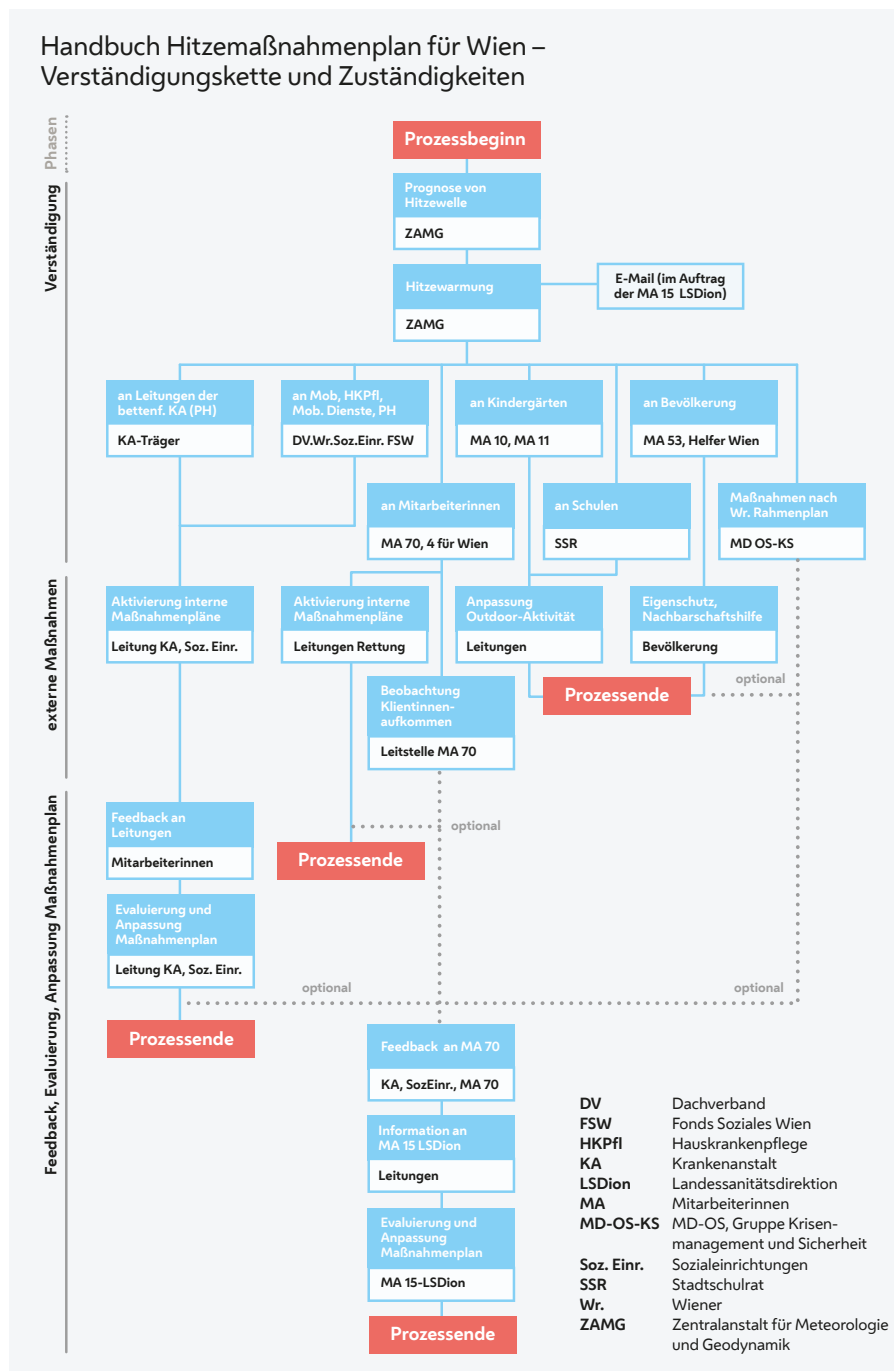 Handbuch Hitzemaßnahmenplan für Wien –
Verständigungskette und Zuständigkeiten
Phasen
Verständigung
Prozessbeginn
Prognose von
Hitzewelle
ZAMG
Hitzewarmung
ZAMG
E-Mail (im Auftrag
der MA 15 LSDion)
an Leitungen der
bettenf. KA (PH)
KA-Träger
an Mob, HKPfl,
Mob. Dienste, PH
DV.Wr.Soz.Einr. FSW
an Kindergärten
MA 10, MA 11
an Bevölkerung
MA 53, Helfer Wien
an Mitarbeiterinnen
MA 70, 4 für Wien
an Schulen
SSR
Maßnahmen nach
Wr. Rahmenplan
MD OS-KS
externe Maßnahmen
Aktivierung interne
Maßnahmenpläne
Leitung KA, Soz. Einr.
Aktivierung interne
Maßnahmenpläne
Leitungen Rettung
Anpassung
Outdoor-Aktivität
Leitungen
Eigenschutz,
Nachbarschaftshilfe
Bevölkerung
Prozessende
optional
Beobachtung
Klientinnen-
aufkommen
Leitstelle MA 70
Feedback, Evaluierung, Anpassung Maßnahmenplan
Feedback an
Leitungen
Mitarbeiterinnen
optional
Prozessende
Evaluierung und
Anpassung
Maßnahmenplan
Leitung KA, Soz. Einr.
optional
optional
Prozessende
Feedback an MA 70
KA, SozEinr., MA 70
Information an
MA 15 LSDion
Leitungen
Evaluierung und
Anpassung
Maßnahmenplan
MA 15-LSDion
Prozessende
DV Dachverband
FSW Fonds Soziales Wien
HKPfl Hauskrankenpflege
KA Krankenanstalt
LSDion Landessanitätsdirektion
MA Mitarbeiterinnen
MD-OS-KS MD-OS, Gruppe Krisen-
management und Sicherheit
Soz. Einr. Sozialeinrichtungen
SSR Stadtschulrat
Wr. Wiener
ZAMG Zentralanstalt für Meteorologie
und Geodynamik